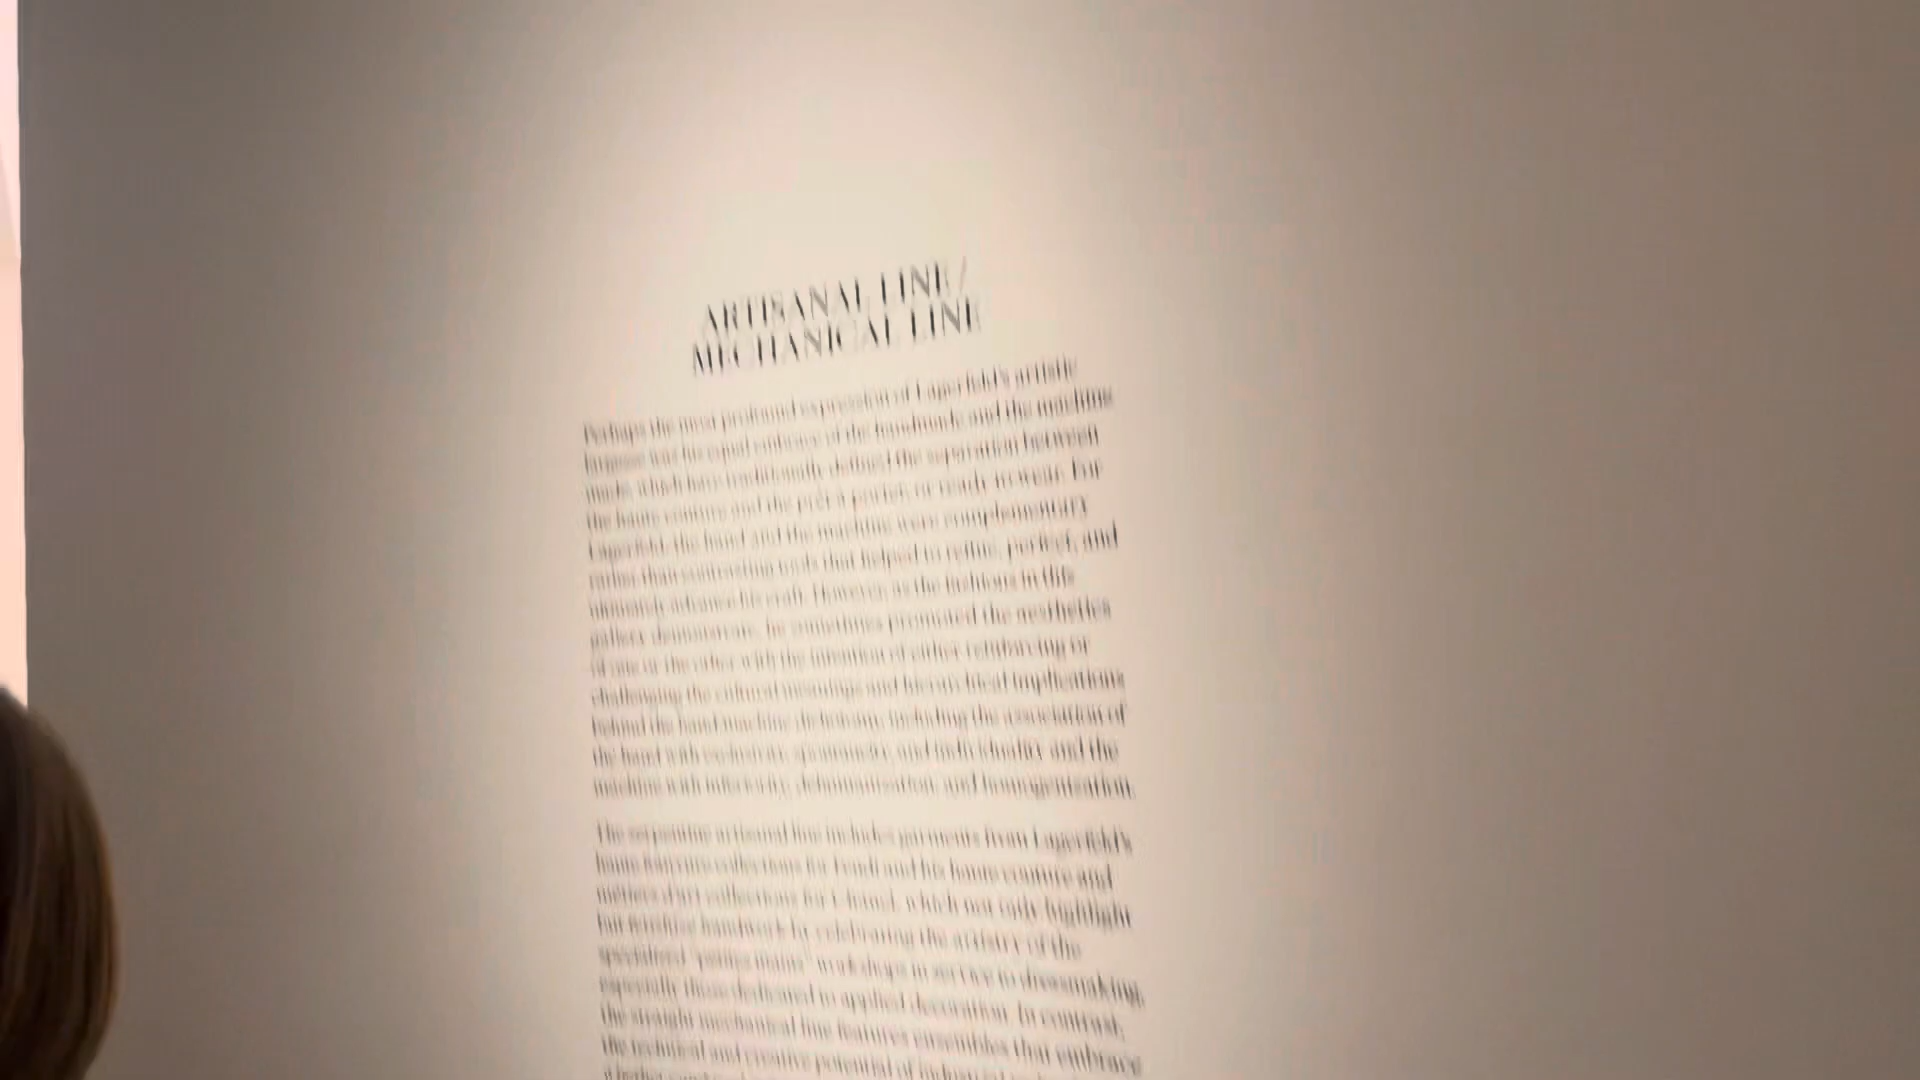 ARTISANAL LINE /
MECHANICAL LINE
Perhaps the most profound expression of Lagerfeld's artistic
was his equal embrace of the handmade and the machine
made, which have traditionally defined the separation between
the haute couture and the prêt-à-porter, or ready-to-wear. For
Lagerfeld, the hand and the machine were complementary
rather than contrasting tools that helped to refine, perfect, and
ultimately advance his craft. However, as the fashions in this
gallery demonstrate, he sometimes promoted the aesthetics
of one or the other with the intention of either reinforcing or
challenging the cultural meanings and hierarchical implications
behind the hand/machine dichotomy, including the association of
the hand with exclusivity, spontaneity, and individuality and the
machine with inferiority, dehumanization, and homogenization.
The serpentine artisanal line includes garments from Lagerfeld's
haute fourrure collections for Fendi and his haute couture and
métiers d'art collections for Chanel, which not only highlight
but fetishize handwork by celebrating the artistry of the
specialized "petites mains" workshops in service to dressmaking,
especially those dedicated to applied decoration. In contrast,
the straight mechanical line features ensembles that embrace
the technical and creative potential of industrial